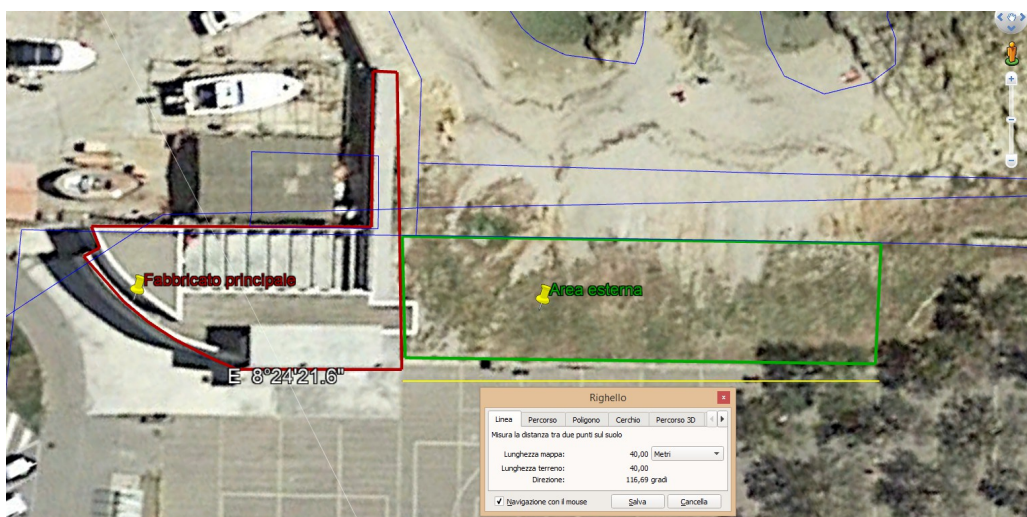 Fabbricato principale
Area esterna
E 8°24'21.6"
Righello
Linea Percorso Poligono Cerchio Percorso 3D
Misura la distanza tra due punti sul suolo
Lunghezza mappa: 40,00 Metri
Lunghezza terreno: 40,00
Direzione: 116,69 gradi
Navigazione con il mouse Salva Cancella